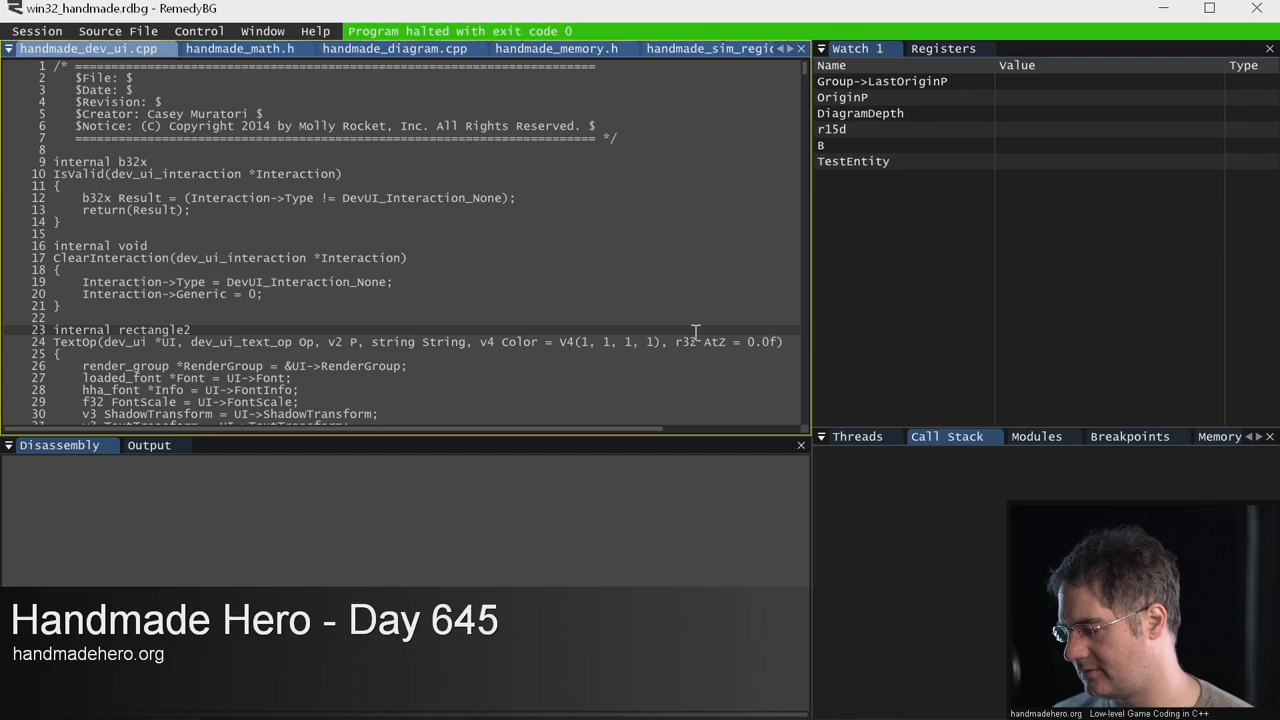 win32_handmade.rdbg - RemedyBG
Session Source File Control Window Help Program halted with exit code 0
handmade_dev_ui.cpp handmade_math.h handmade_diagram.cpp handmade_memory.h handmade_sim_regic
1 /* ========================================================================
2 $File: $
3 $Date: $
4 $Revision: $
5 $Creator: Casey Muratori $
6 $Notice: (C) Copyright 2014 by Molly Rocket, Inc. All Rights Reserved. $
7 ======================================================================== */
8
9 internal b32x
10 IsValid(dev_ui_interaction *Interaction)
11 {
12 b32x Result = (Interaction->Type != DevUI_Interaction_None);
13 return(Result);
14 }
15
16 internal void
17 ClearInteraction(dev_ui_interaction *Interaction)
18 {
19 Interaction->Type = DevUI_Interaction_None;
20 Interaction->Generic = 0;
21 }
22
23 internal rectangle2
24 TextOp(dev_ui *UI, dev_ui_text_op Op, v2 P, string String, v4 Color = V4(1, 1, 1, 1), r32 AtZ = 0.0f)
25 {
26 render_group *RenderGroup = &UI->RenderGroup;
27 loaded_font *Font = UI->Font;
28 hha_font *Info = UI->FontInfo;
29 f32 FontScale = UI->FontScale;
30 v3 ShadowTransform = UI->ShadowTransform;
Watch 1 Registers
Name Value Type
Group->LastOriginP
OriginP
DiagramDepth
r15d
B
TestEntity
Disassembly Output
Threads Call Stack Modules Breakpoints Memory
Handmade Hero - Day 645
handmadehero.org
handmadehero.org - Low-level Game Coding in C++